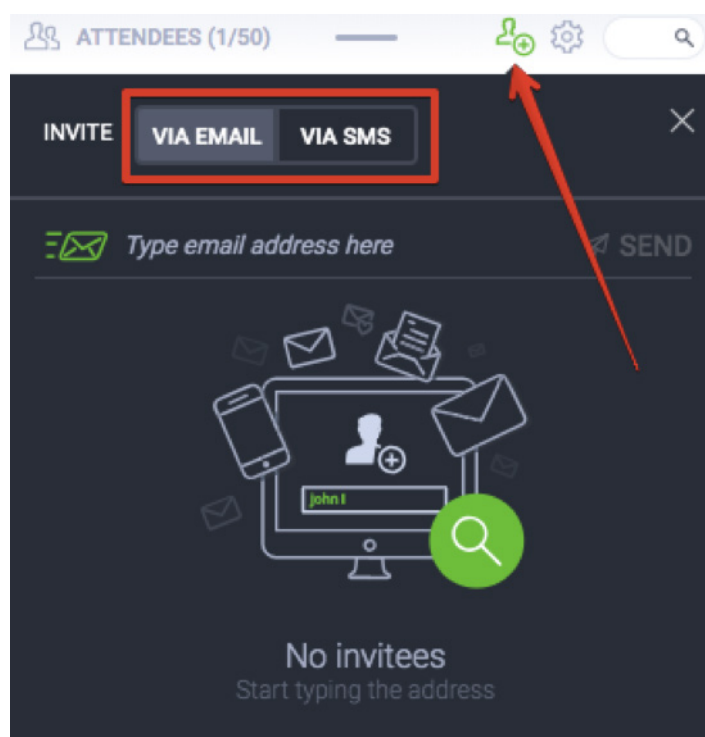 ATTENDEES (1/50)
INVITE VIA EMAIL VIA SMS
Type email address here SEND
john I
No invitees
Start typing the address